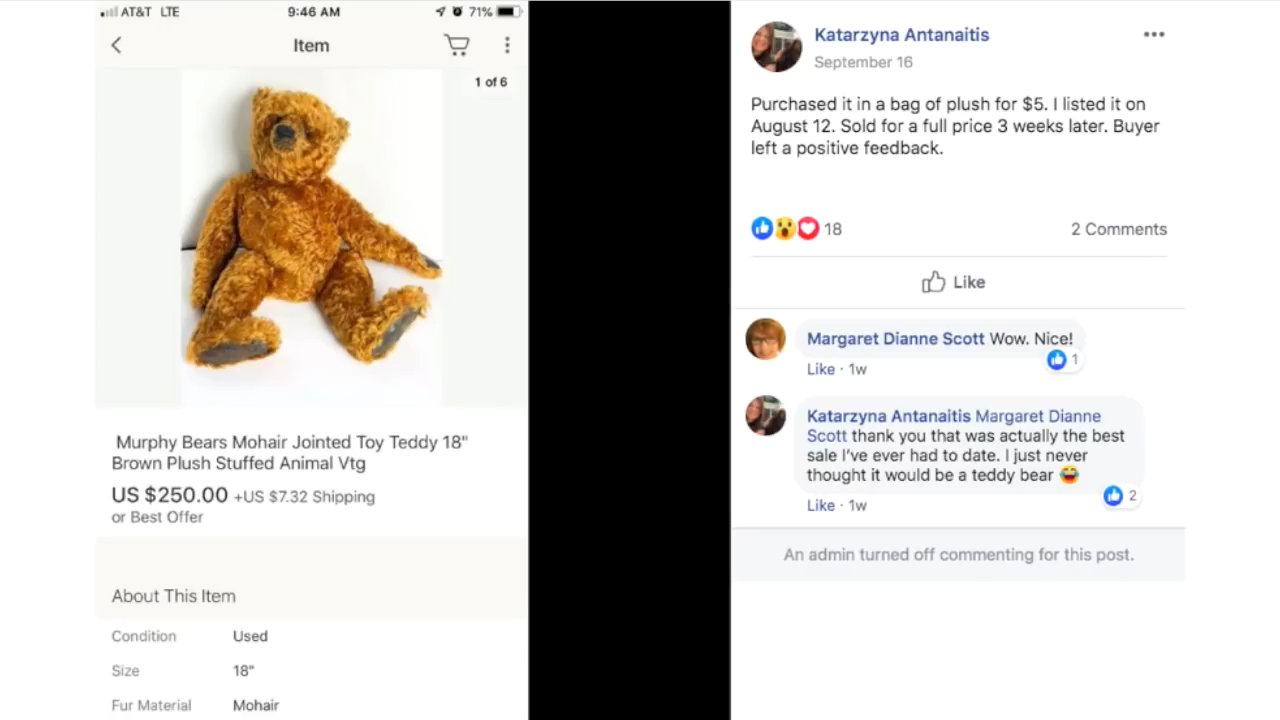 AT&T LTE 9:46 AM 71%
Item
1 of 6
Murphy Bears Mohair Jointed Toy Teddy 18"
Brown Plush Stuffed Animal Vtg
US $250.00 +US $7.32 Shipping
or Best Offer
About This Item
Condition Used
Size 18"
Fur Material Mohair
Katarzyna Antanaitis
September 16
Purchased it in a bag of plush for $5. I listed it on
August 12. Sold for a full price 3 weeks later. Buyer
left a positive feedback.
18 2 Comments
Like
Margaret Dianne Scott Wow. Nice!
1
Like · 1w
Katarzyna Antanaitis Margaret Dianne
Scott thank you that was actually the best
sale I've ever had to date. I just never
thought it would be a teddy bear 😂
2
Like · 1w
An admin turned off commenting for this post.